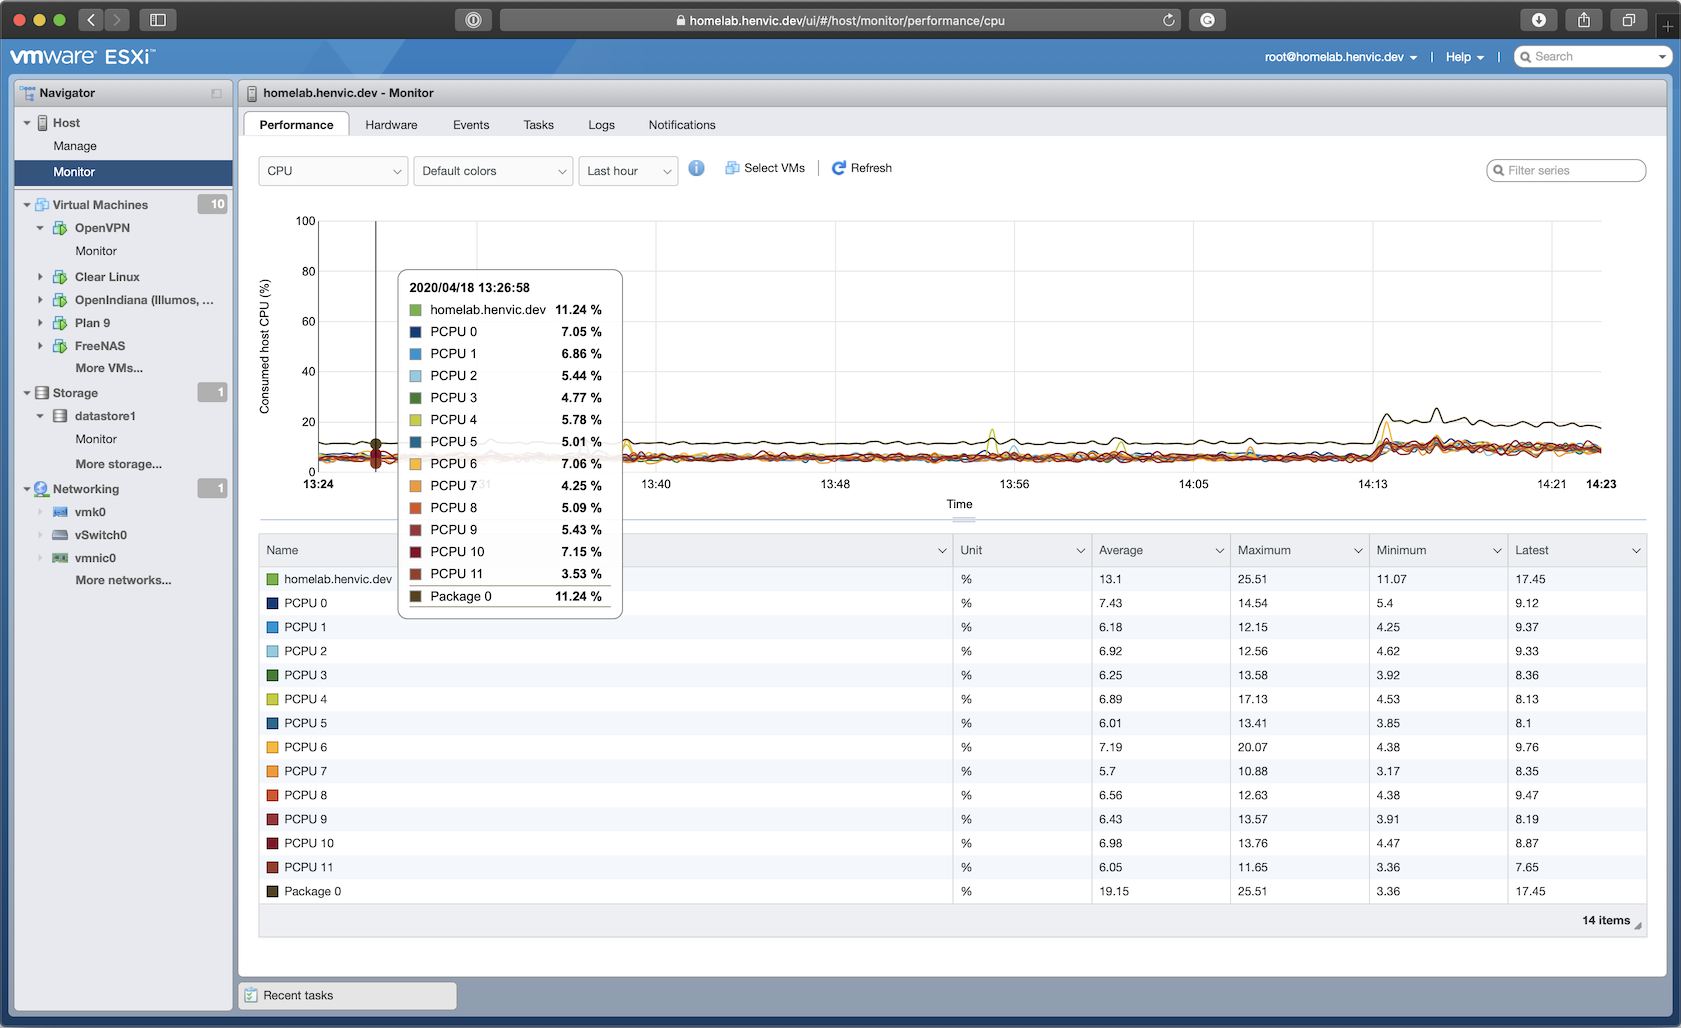 homelab.henvic.dev/ui/#/host/monitor/performance/cpu
vmware ESXi™
root@homelab.henvic.dev | Help | Search
Navigator
Host
Manage
Monitor
Virtual Machines 10
OpenVPN
Monitor
Clear Linux
OpenIndiana (Illumos, ...
Plan 9
FreeNAS
More VMs...
Storage 1
datastore1
Monitor
More storage...
Networking 1
vmk0
vSwitch0
vmnic0
More networks...
homelab.henvic.dev - Monitor
Performance Hardware Events Tasks Logs Notifications
CPU Default colors Last hour Select VMs | Refresh Filter series
Consumed host CPU (%)
100
80
60
40
20
0
13:24 :31 13:40 13:48 13:56 14:05 14:13 14:21 14:23
Time
2020/04/18 13:26:58
homelab.henvic.dev 11.24 %
PCPU 0 7.05 %
PCPU 1 6.86 %
PCPU 2 5.44 %
PCPU 3 4.77 %
PCPU 4 5.78 %
PCPU 5 5.01 %
PCPU 6 7.06 %
PCPU 7 4.25 %
PCPU 8 5.09 %
PCPU 9 5.43 %
PCPU 10 7.15 %
PCPU 11 3.53 %
Package 0 11.24 %
Name Unit Average Maximum Minimum Latest
homelab.henvic.dev % 13.1 25.51 11.07 17.45
PCPU 0 % 7.43 14.54 5.4 9.12
PCPU 1 % 6.18 12.15 4.25 9.37
PCPU 2 % 6.92 12.56 4.62 9.33
PCPU 3 % 6.25 13.58 3.92 8.36
PCPU 4 % 6.89 17.13 4.53 8.13
PCPU 5 % 6.01 13.41 3.85 8.1
PCPU 6 % 7.19 20.07 4.38 9.76
PCPU 7 % 5.7 10.88 3.17 8.35
PCPU 8 % 6.56 12.63 4.38 9.47
PCPU 9 % 6.43 13.57 3.91 8.19
PCPU 10 % 6.98 13.76 4.47 8.87
PCPU 11 % 6.05 11.65 3.36 7.65
Package 0 % 19.15 25.51 3.36 17.45
14 items
Recent tasks